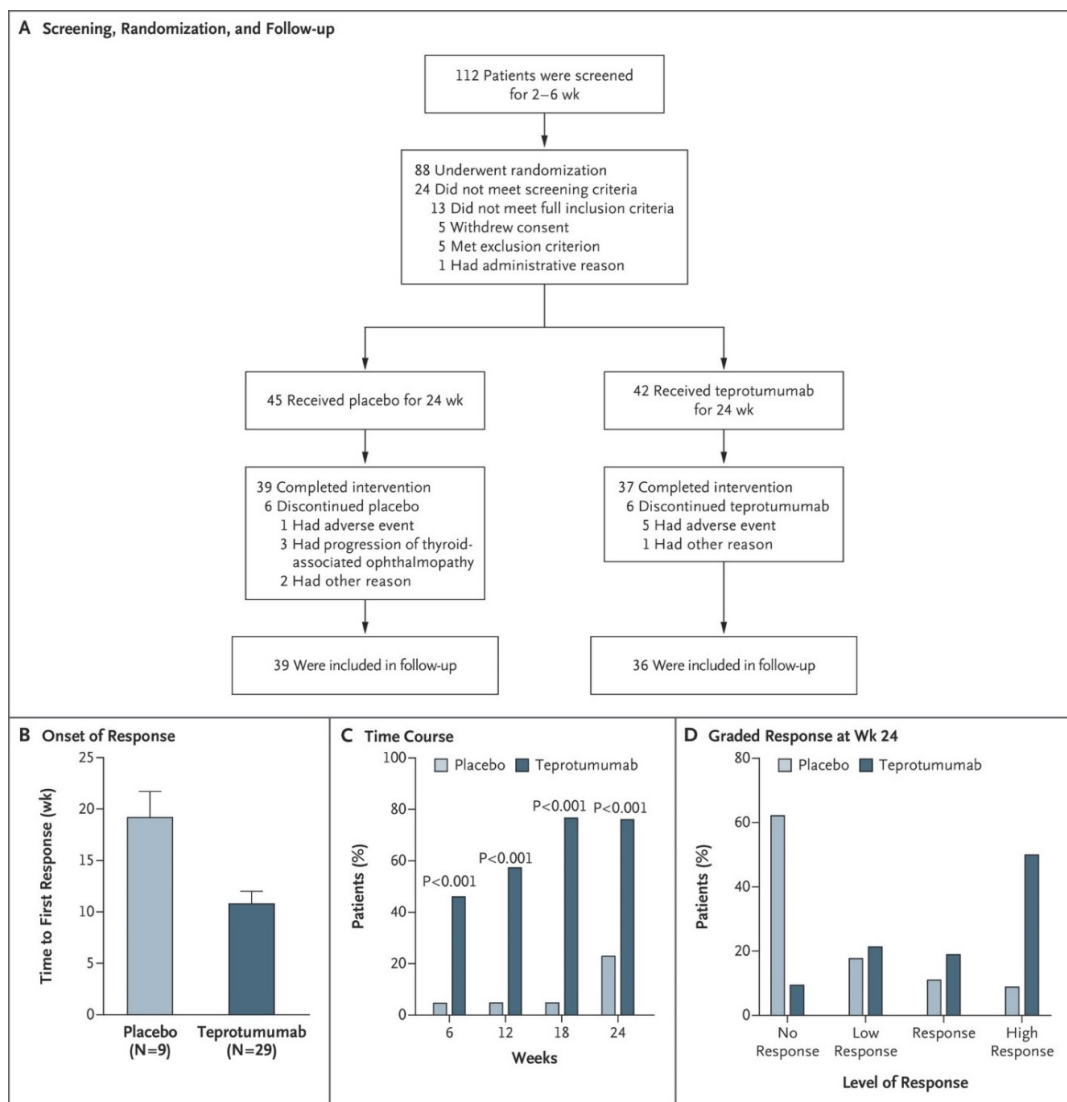 A Screening, Randomization, and Follow-up
112 Patients were screened
for 2–6 wk
88 Underwent randomization
24 Did not meet screening criteria
13 Did not meet full inclusion criteria
5 Withdrew consent
5 Met exclusion criterion
1 Had administrative reason
45 Received placebo for 24 wk
42 Received teprotumumab
for 24 wk
39 Completed intervention
6 Discontinued placebo
1 Had adverse event
3 Had progression of thyroid-
associated ophthalmopathy
2 Had other reason
37 Completed intervention
6 Discontinued teprotumumab
5 Had adverse event
1 Had other reason
39 Were included in follow-up
36 Were included in follow-up
B Onset of Response
Time to First Response (wk)
25
20
15
10
5
0
Placebo
(N=9)
Teprotumumab
(N=29)
C Time Course
Placebo Teprotumumab
Patients (%)
100
80
60
40
20
0
P<0.001
P<0.001
P<0.001
P<0.001
6 12 18 24
Weeks
D Graded Response at Wk 24
Placebo Teprotumumab
Patients (%)
80
60
40
20
0
No
Response
Low
Response
Response
High
Response
Level of Response